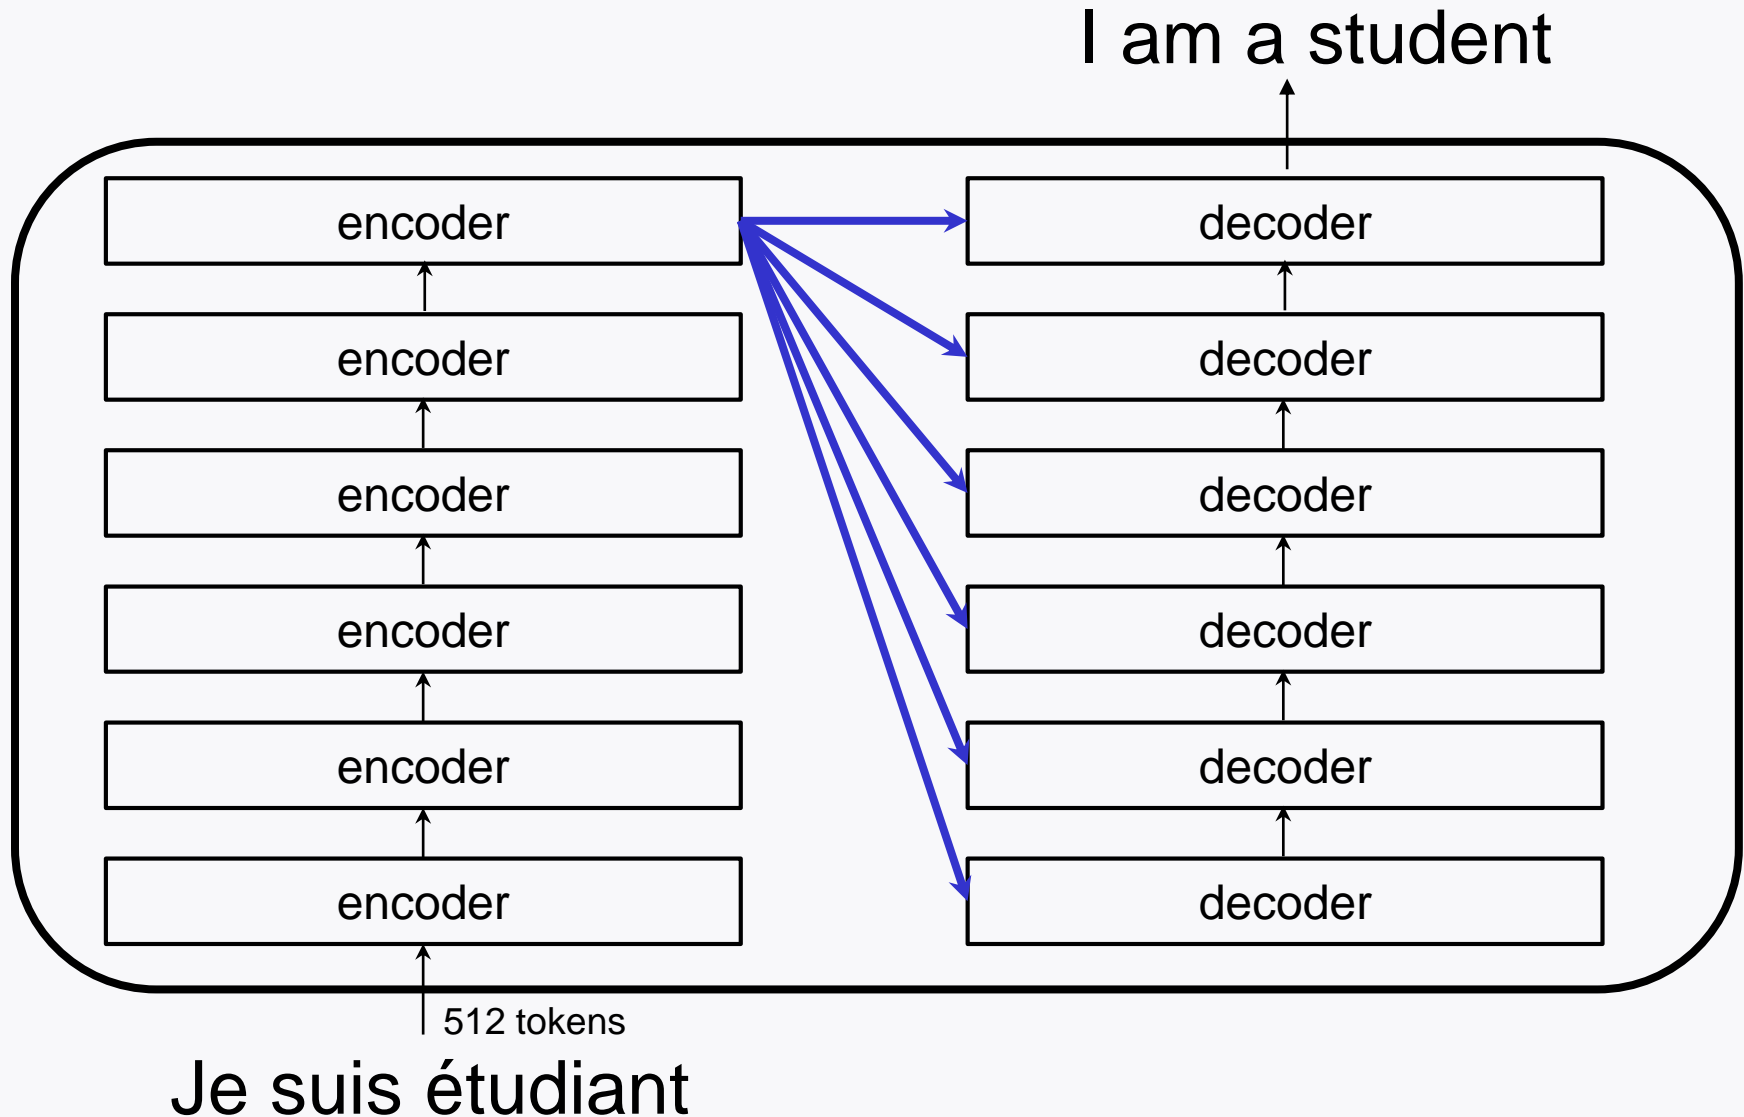 I am a student
encoder
decoder
encoder
decoder
encoder
decoder
encoder
decoder
encoder
decoder
encoder
decoder
512 tokens
Je suis étudiant